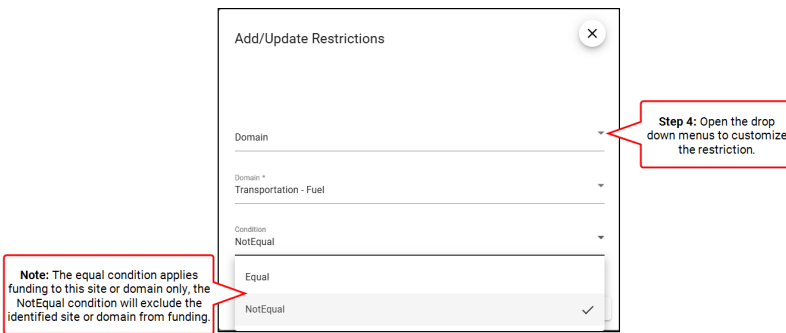 Add/Update Restrictions
Domain
Step 4: Open the drop
down menus to customize
the restriction.
Domain *
Transportation - Fuel
Condition
NotEqual
Note: The equal condition applies
funding to this site or domain only, the
NotEqual condition will exclude the
identified site or domain from funding.
Equal
NotEqual